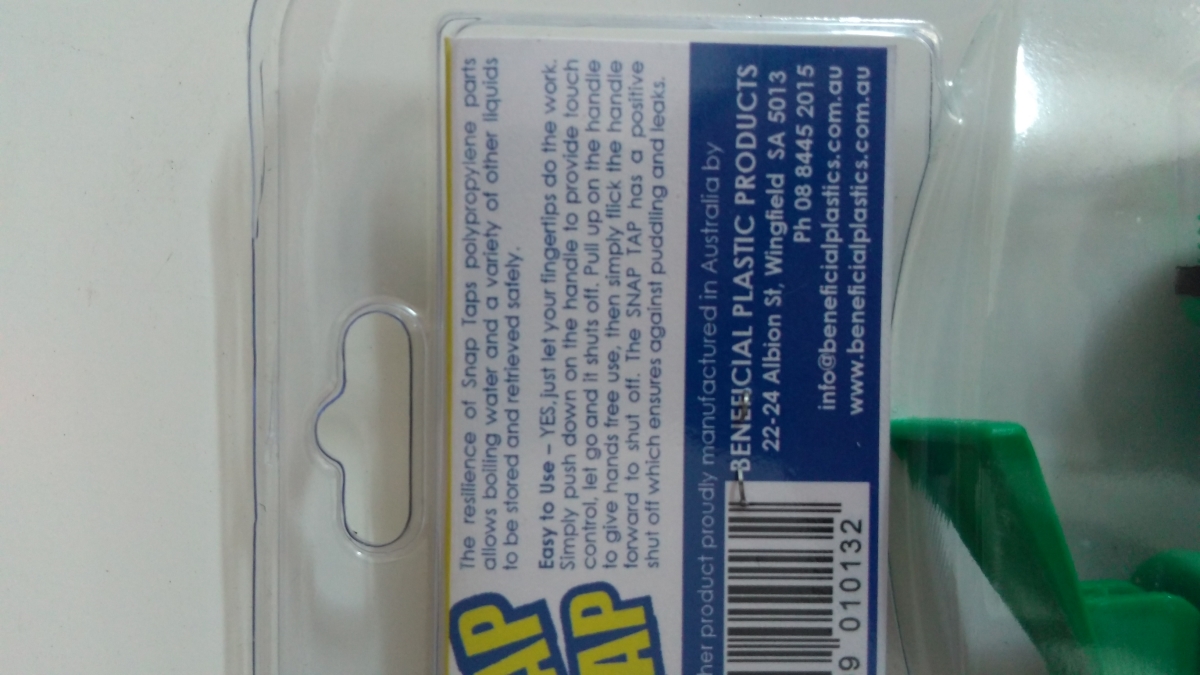 The resilience of Snap Taps polypropylene parts
allows boiling water and a variety of other liquids
to be stored and retrieved safely.
Easy to Use – YES, just let your fingertips do the work.
Simply push down on the handle to provide touch
control, let go and it shuts off. Pull up on the handle
to give hands free use, then simply flick the handle
forward to shut off. The SNAP TAP has a positive
shut off which ensures against puddling and leaks.
AP
AP
her product proudly manufactured in Australia by
BENEFICIAL PLASTIC PRODUCTS
22-24 Albion St, Wingfield SA 5013
Ph 08 8445 2015
info@beneficialplastics.com.au
www.beneficialplastics.com.au
9 010132